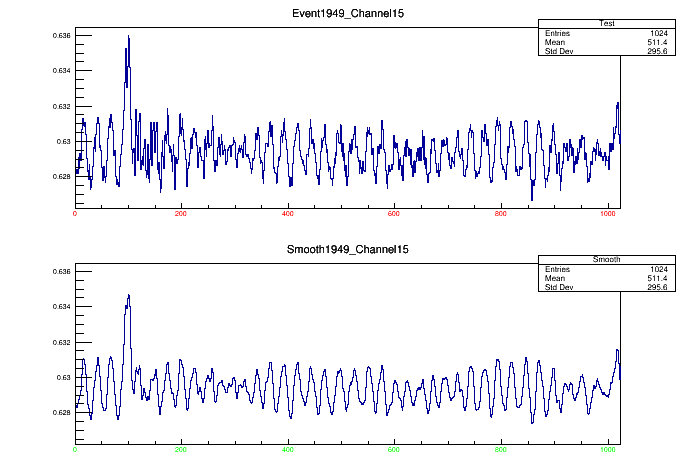 Event1949_Channel15
Test
Entries 1024
Mean 511.4
Std Dev 295.6
0.636
0.634
0.632
0.63
0.628
0 200 400 600 800 1000
Smooth1949_Channel15
Smooth
Entries 1024
Mean 511.4
Std Dev 295.6
0.636
0.634
0.632
0.63
0.628
0 200 400 600 800 1000